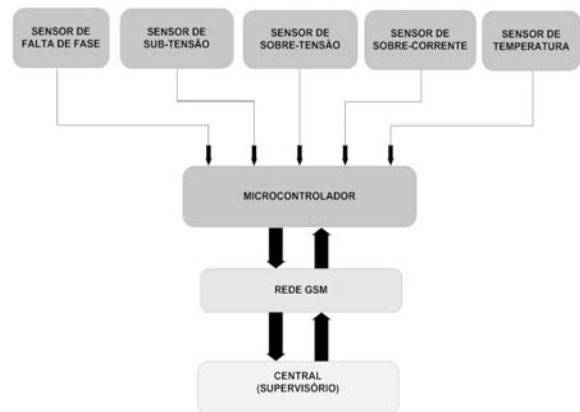 SENSOR DE
FALTA DE FASE
SENSOR DE
SUB-TENSÃO
SENSOR DE
SOBRE-TENSÃO
SENSOR DE
SOBRE-CORRENTE
SENSOR DE
TEMPERATURA
MICROCONTROLADOR
REDE GSM
CENTRAL
(SUPERVISÓRIO)